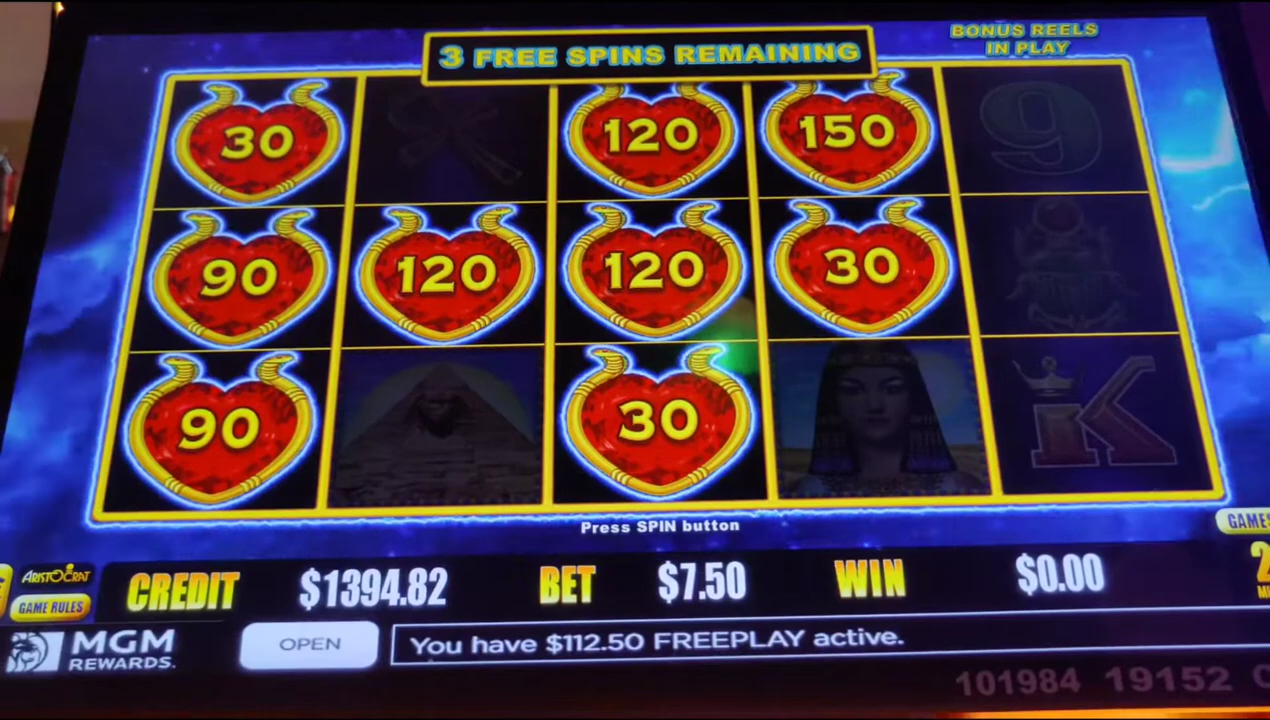 3 FREE SPINS REMAINING
BONUS REELS
IN PLAY
30 120 150 9
90 120 120 30
90 30 K
Press SPIN button
GAMES
ARISTOCRAT
GAME RULES
CREDIT $1394.82 BET $7.50 WIN $0.00
MGM
REWARDS.
OPEN
You have $112.50 FREEPLAY active.
101984 19152